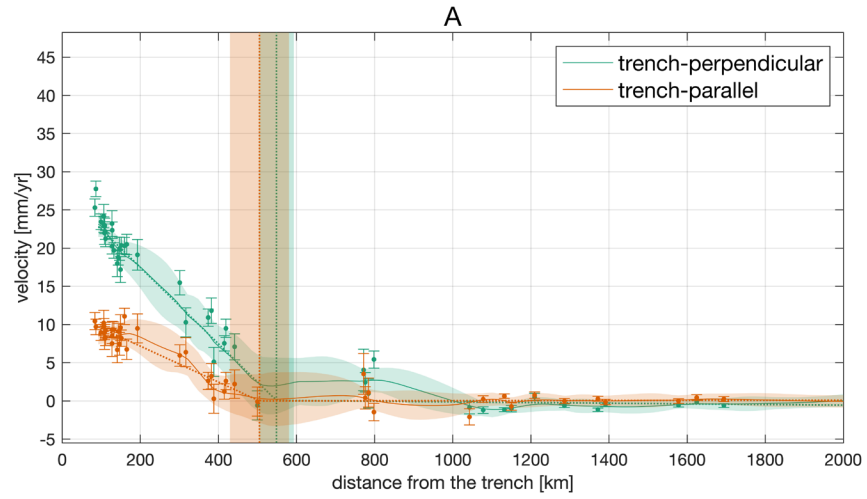 A
45
40
35
30
25
20
15
10
5
0
-5
velocity [mm/yr]
trench-perpendicular
trench-parallel
0 200 400 600 800 1000 1200 1400 1600 1800 2000
distance from the trench [km]